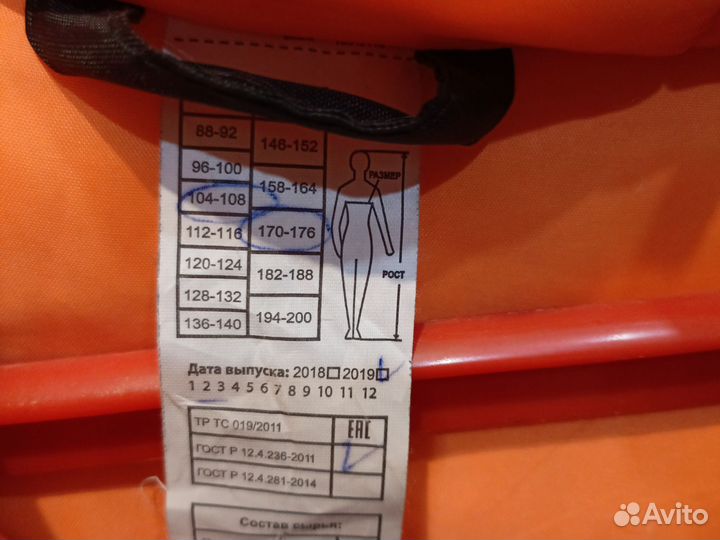 88-92
146-152
96-100
158-164
РАЗМЕР
104-108
112-116
170-176
120-124
182-188
РОСТ
128-132
194-200
136-140
Дата выпуска: 2018 2019
1 2 3 4 5 6 7 8 9 10 11 12
ТР ТС 019/2011
EAC
ГОСТ Р 12.4.236-2011
ГОСТ Р 12.4.281-2014
Состав сырья:
Avito